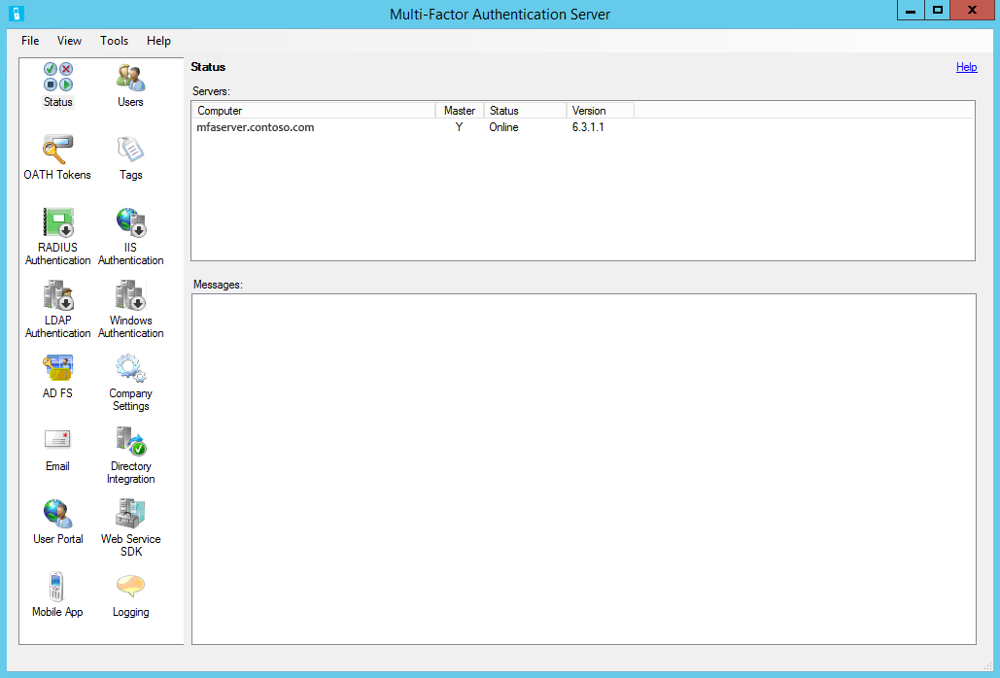 Multi-Factor Authentication Server
File View Tools Help
Status Users
OATH Tokens Tags
RADIUS Authentication IIS Authentication
LDAP Authentication Windows Authentication
AD FS Company Settings
Email Directory Integration
User Portal Web Service SDK
Mobile App Logging
Status Help
Servers:
Computer Master Status Version
mfaserver.contoso.com Y Online 6.3.1.1
Messages: